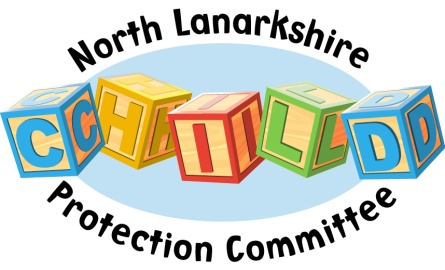 North Lanarkshire
CHILD
Protection Committee